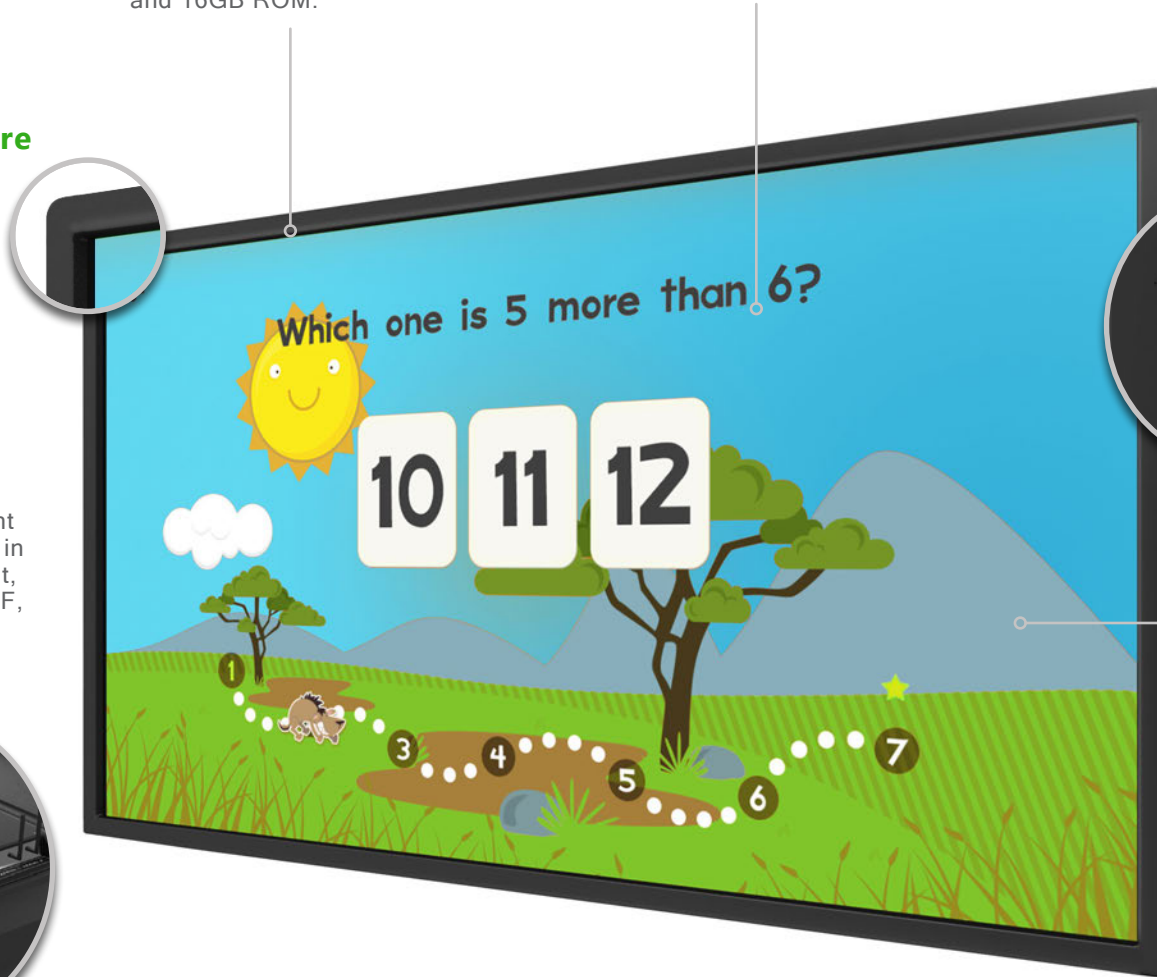 and 16GB ROM.
re
Which one is 5 more than 6?
10 11 12
nt
in
t,
F,
1
3
4
5
6
7